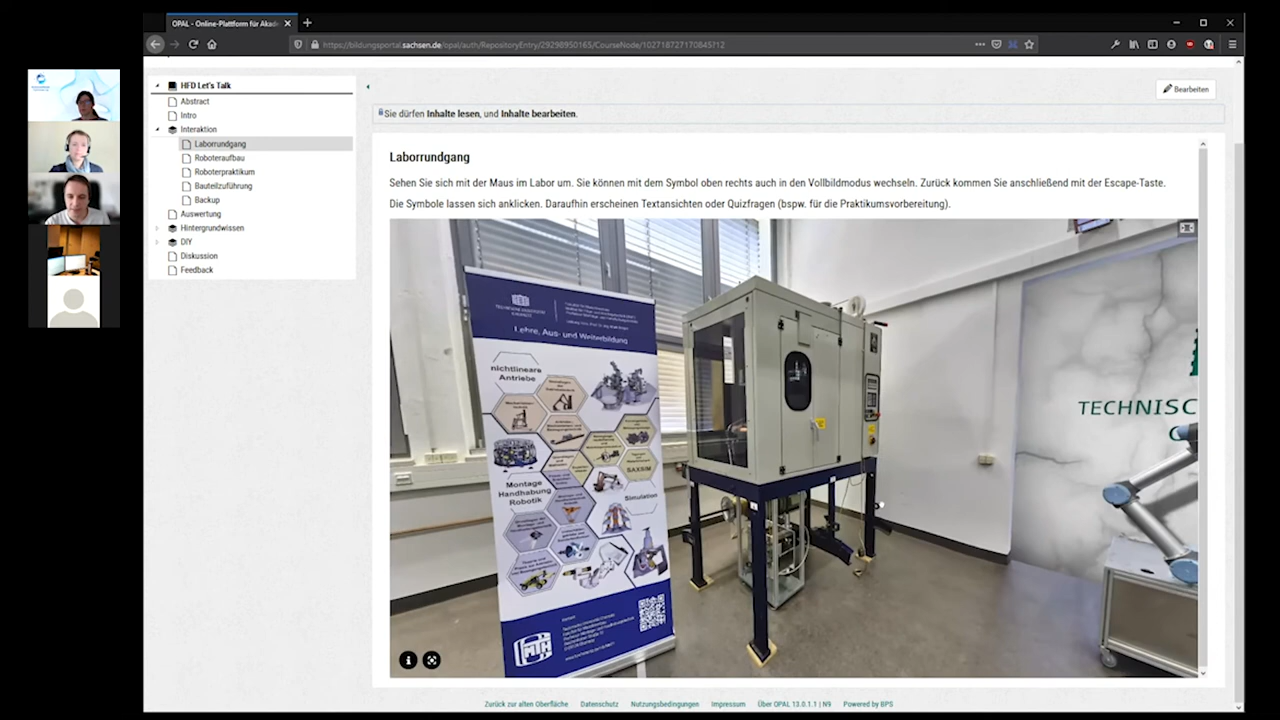 OPAL - Online-Plattform für Akade
https://bildungsportal.sachsen.de/opal/auth/RepositoryEntry/29298950165/CourseNode/102718727170845?12
HFD Let's Talk
Abstract
Intro
Interaktion
Laborrundgang
Roboteraufbau
Roboterpraktikum
Bauteilzuführung
Backup
Auswertung
Hintergrundwissen
DIY
Diskussion
Feedback
Bearbeiten
Sie dürfen Inhalte lesen, und Inhalte bearbeiten.
Laborrundgang
Sehen Sie sich mit der Maus im Labor um. Sie können mit dem Symbol oben rechts auch in den Vollbildmodus wechseln. Zurück kommen Sie anschließend mit der Escape-Taste.
Die Symbole lassen sich anklicken. Daraufhin erscheinen Textansichten oder Quizfragen (bspw. für die Praktikumsvorbereitung).
Lehre, Aus- und Weiterbildung
nichtlineare
Antriebe
SAXSIM
Montage
Handhabung
Robotik
Simulation
TECHNISC
Zurück zur alten Oberfläche
Datenschutz
Nutzungsbedingungen
Impressum
Über OPAL 13.0.1.1 | N9
Powered by BPS